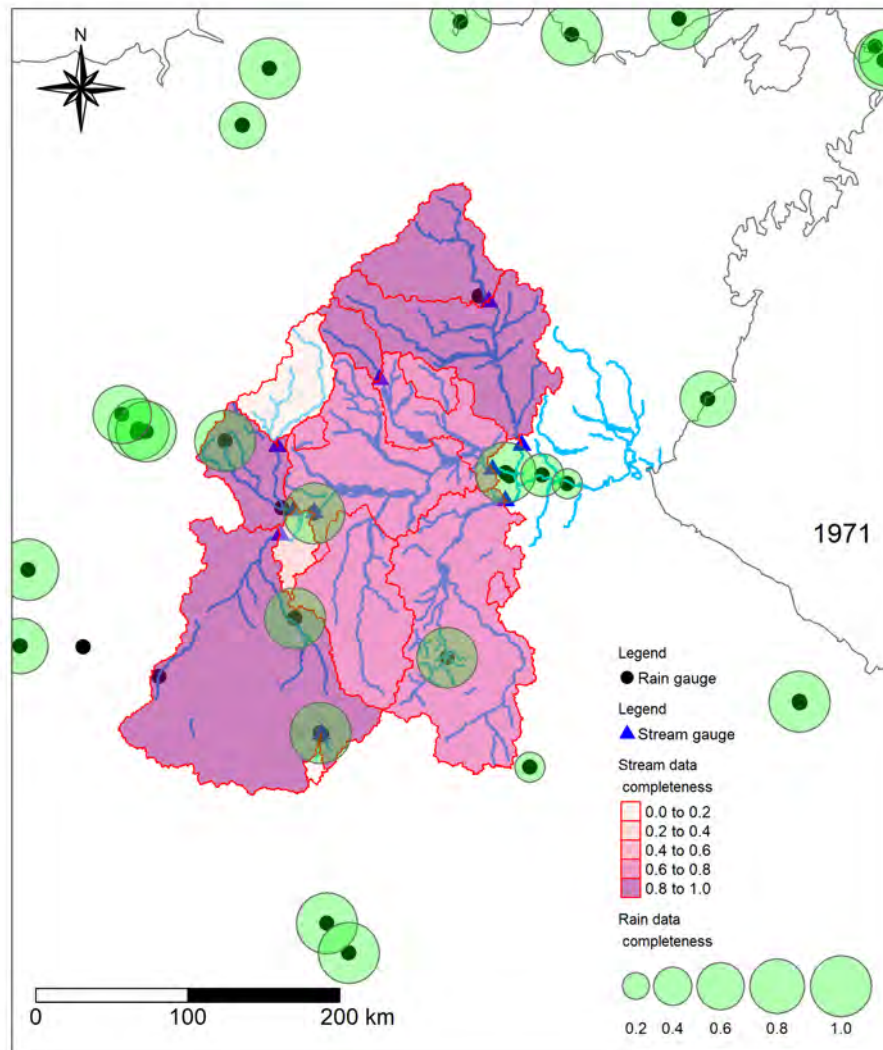 N
1971
Legend
Rain gauge
Legend
Stream gauge
Stream data
completeness
0.0 to 0.2
0.2 to 0.4
0.4 to 0.6
0.6 to 0.8
0.8 to 1.0
Rain data
completeness
0.2 0.4 0.6 0.8 1.0
0 100 200 km